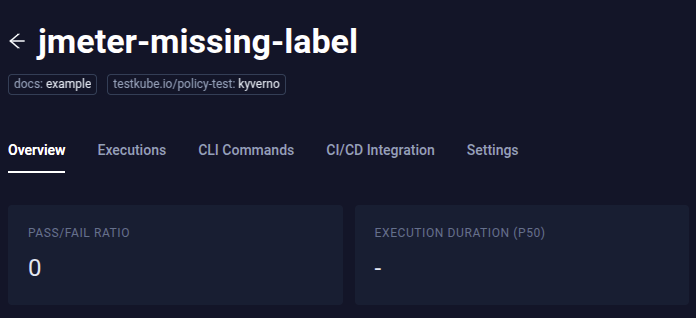 jmeter-missing-label
docs: example testkube.io/policy-test: kyverno
Overview Executions CLI Commands CI/CD Integration Settings
PASS/FAIL RATIO EXECUTION DURATION (P50)
0 -